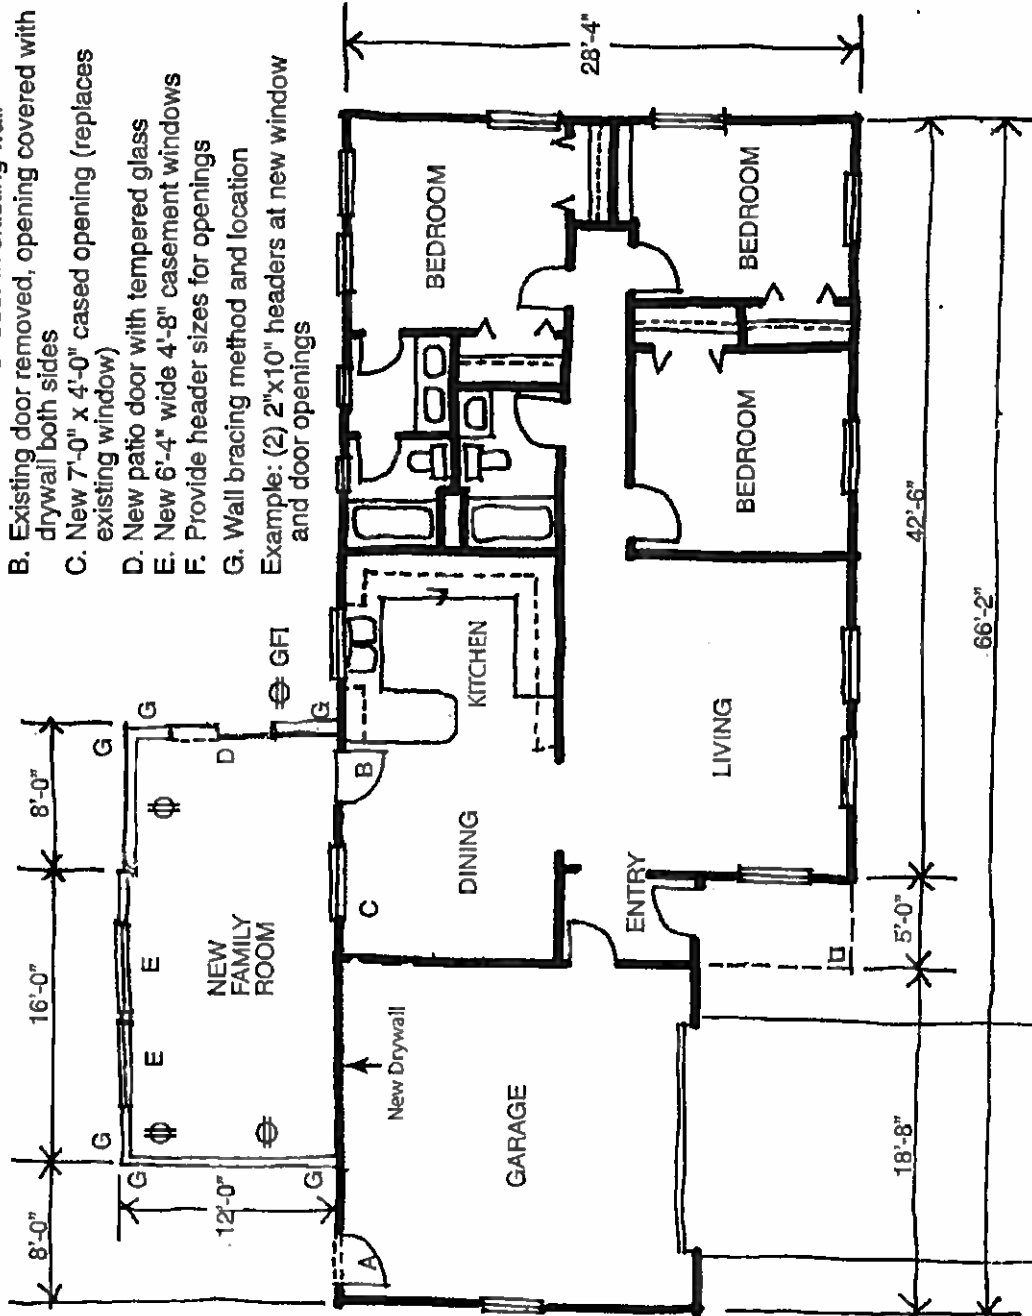 B. Existing door removed, opening covered with
drywall both sides
C. New 7'-0" x 4'-0" cased opening (replaces
existing window)
D. New patio door with tempered glass
E. New 6'-4" wide 4'-8" casement windows
F. Provide header sizes for openings
G. Wall bracing method and location
Example: (2) 2"x10" headers at new window
and door openings
8'-0"
16'-0"
8'-0"
12'-0"
G
G
G
G
G
G
E
E
D
NEW
FAMILY
ROOM
GFI
A
C
B
New Drywall
GARAGE
DINING
KITCHEN
ENTRY
LIVING
BEDROOM
BEDROOM
BEDROOM
28'-4"
18'-8"
5'-0"
42'-6"
66'-2"